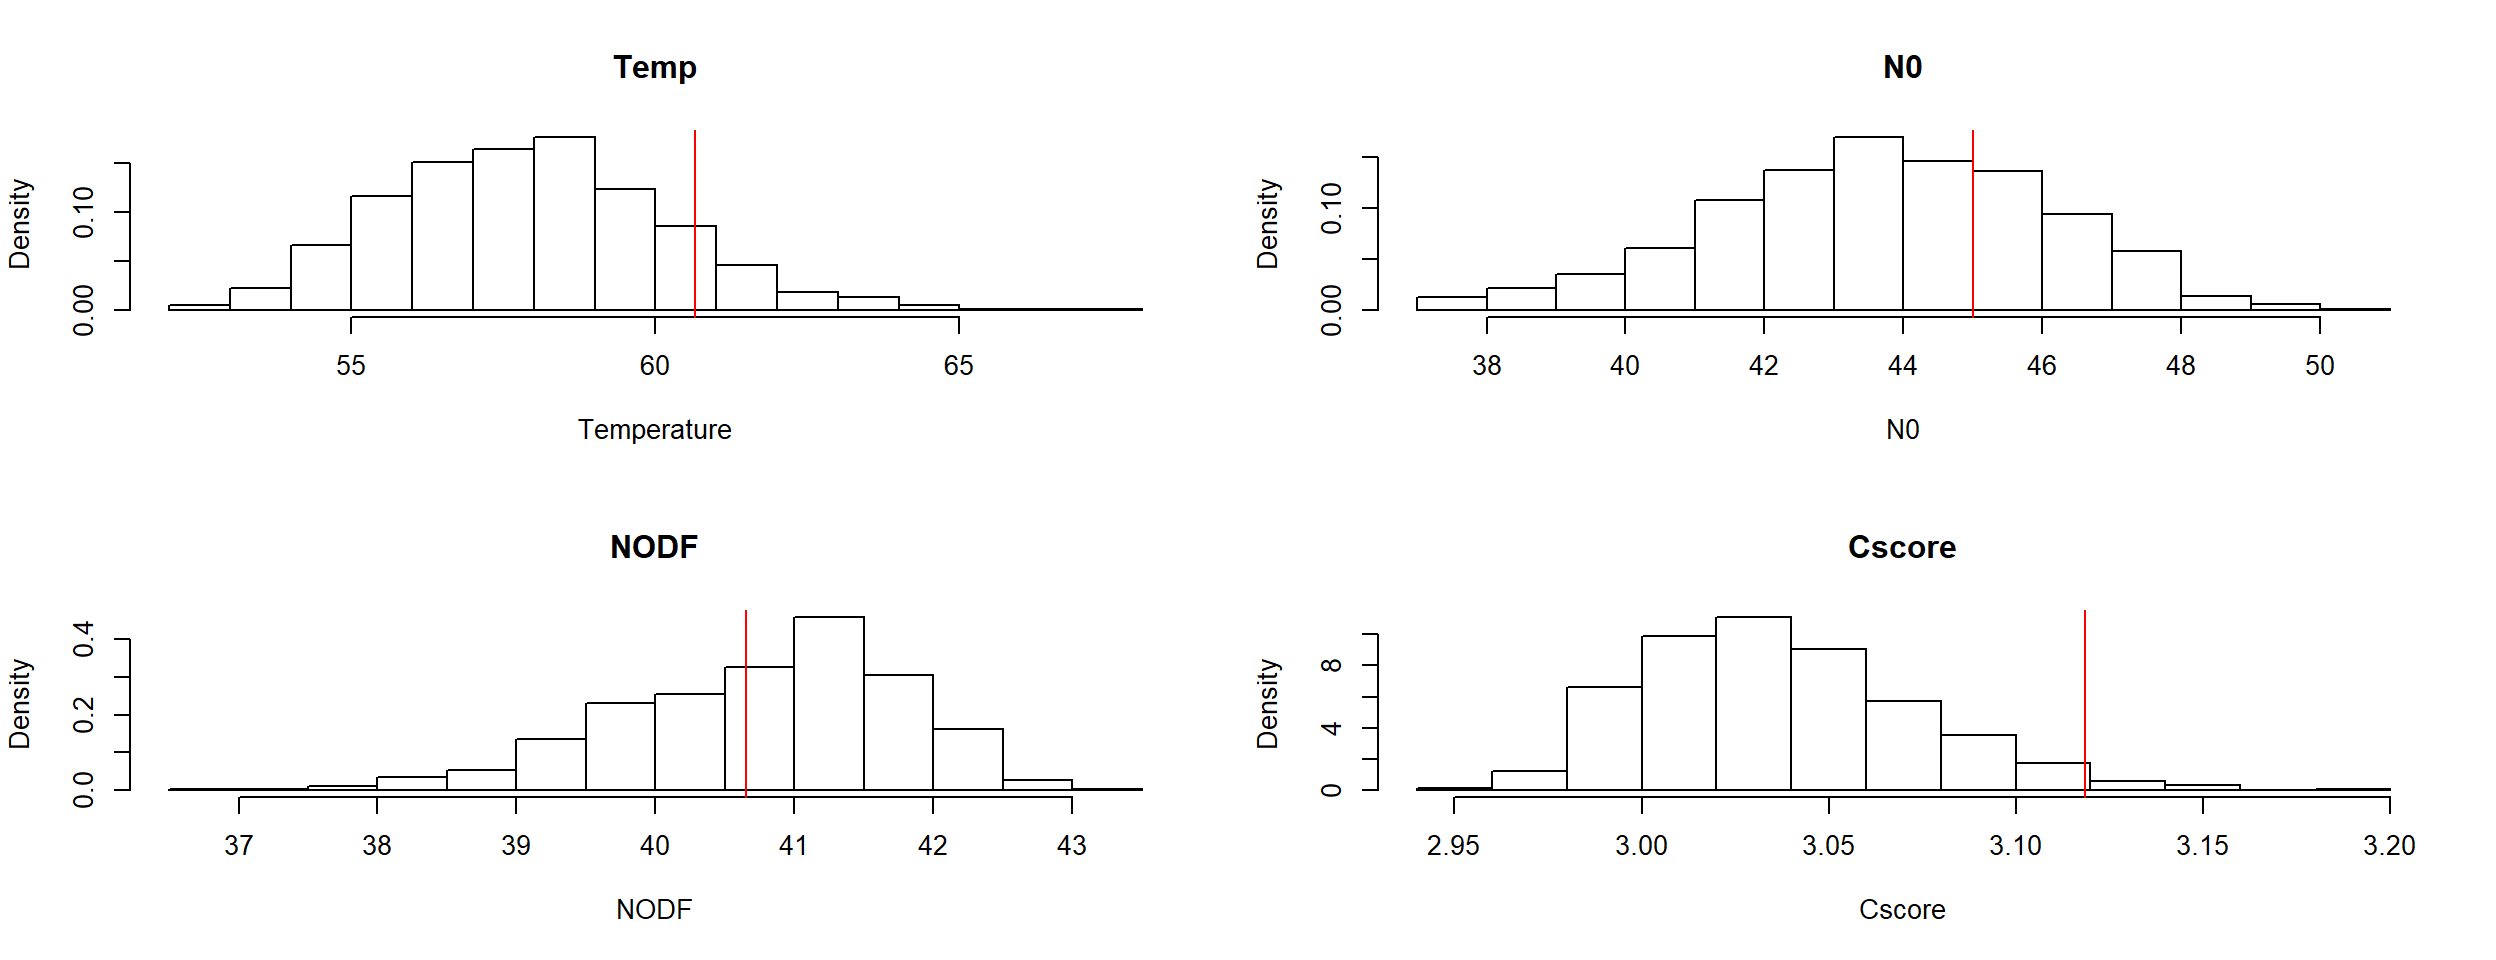 Temp
Density
0.00 0.10
55 60 65
Temperature
N0
Density
0.00 0.10
38 40 42 44 46 48 50
N0
NODF
Density
0.0 0.2 0.4
37 38 39 40 41 42 43
NODF
Cscore
Density
0 4 8
2.95 3.00 3.05 3.10 3.15 3.20
Cscore